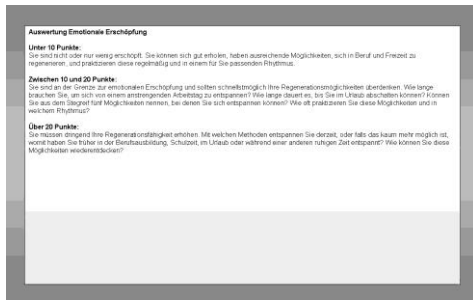 Auswertung Emotionale Erschöpfung
Unter 10 Punkte:
Sie sind nicht oder nur wenig erschöpft. Sie können sich gut erholen, haben ausreichende Möglichkeiten, sich in Beruf und Freizeit zu
regenerieren, und praktizieren diese regelmäßig und in einem für Sie passenden Rhythmus.
Zwischen 10 und 20 Punkte:
Sie sind an der Grenze zur emotionalen Erschöpfung und sollten schnellstmöglich Ihre Regenerationsmöglichkeiten überdenken. Wie lange
brauchen Sie, um sich von einem anstrengenden Arbeitstag zu entspannen? Wie lange dauert es, bis Sie im Urlaub abschalten können? Können
Sie aus dem Stegreif fünf Möglichkeiten nennen, bei denen Sie sich entspannen können? Wie oft praktizieren Sie diese Möglichkeiten und in
welchem Rhythmus?
Über 20 Punkte:
Sie müssen dringend Ihre Regenerationsfähigkeit erhöhen. Mit welchen Methoden entspannen Sie derzeit, oder falls das kaum mehr möglich ist,
womit haben Sie früher in der Berufsausbildung, Schulzeit, im Urlaub oder während einer anderen ruhigen Zeit entspannt? Wie können Sie diese
Möglichkeiten wiederentdecken?